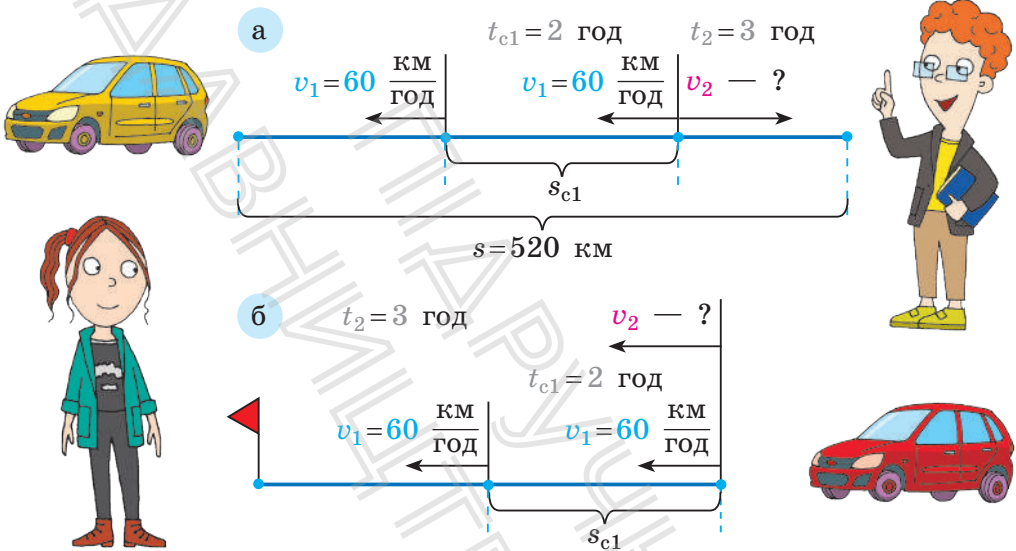 а
t_c1 = 2 год t_2 = 3 год
v_1 = 60 км/год v_1 = 60 км/год v_2 — ?
s_c1
s = 520 км
б
t_2 = 3 год v_2 — ?
t_c1 = 2 год
v_1 = 60 км/год v_1 = 60 км/год
s_c1